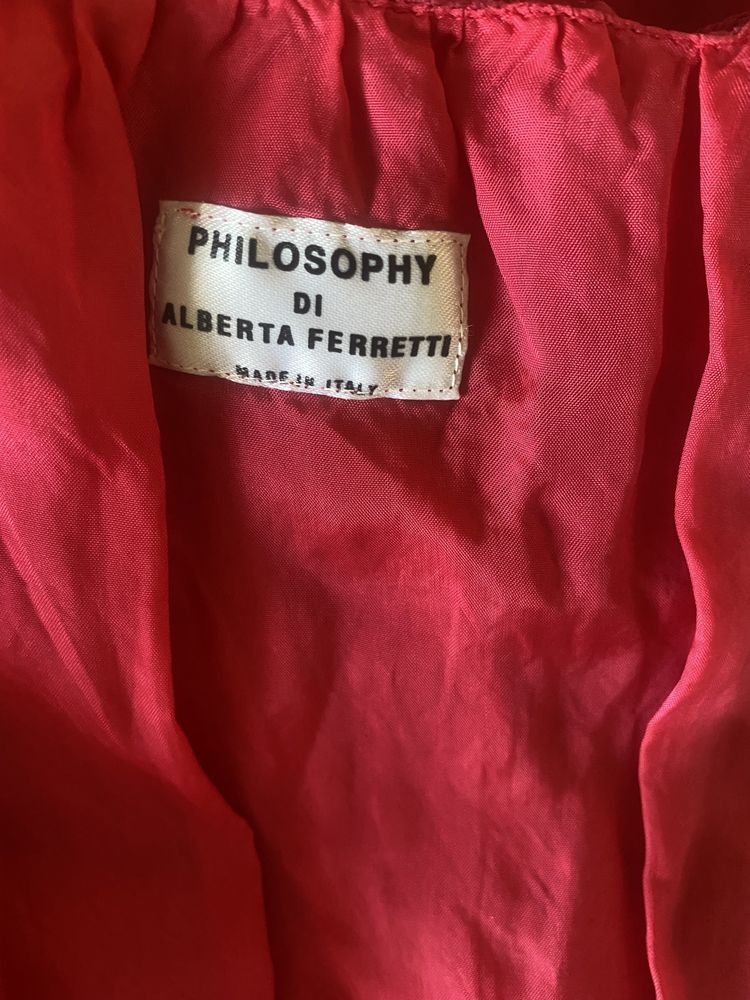 PHILOSOPHY
DI
ALBERTA FERRETTI
MADE IN ITALY